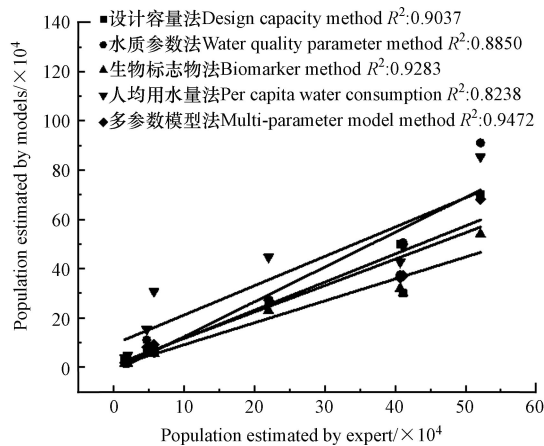 140
120
100
80
60
40
20
0
Population estimated by models/×10⁴
■设计容量法Design capacity method R²:0.9037
●水质参数法Water quality parameter method R²:0.8850
▲生物标志物法Biomarker method R²:0.9283
▼人均用水量法Per capita water consumption R²:0.8238
◆多参数模型法Multi-parameter model method R²:0.9472
0 10 20 30 40 50 60
Population estimated by expert/×10⁴